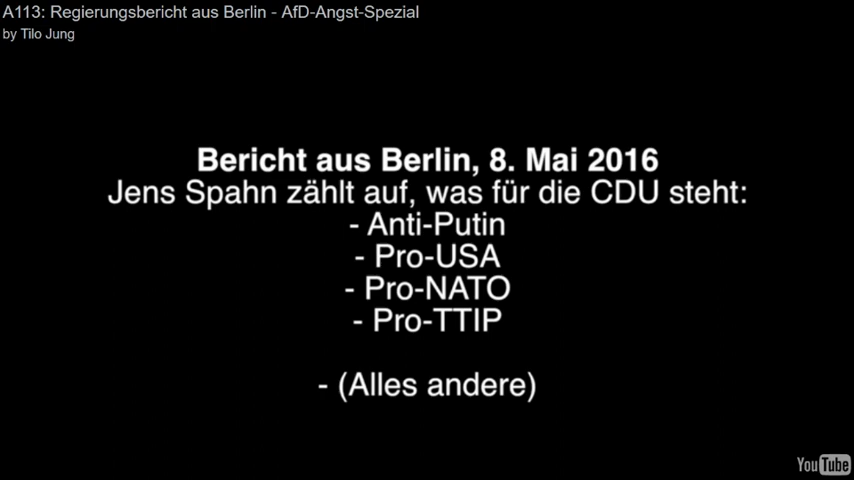 A113: Regierungsbericht aus Berlin - AfD-Angst-Spezial
by Tilo Jung
Bericht aus Berlin, 8. Mai 2016
Jens Spahn zählt auf, was für die CDU steht:
- Anti-Putin
- Pro-USA
- Pro-NATO
- Pro-TTIP
- (Alles andere)
YouTube